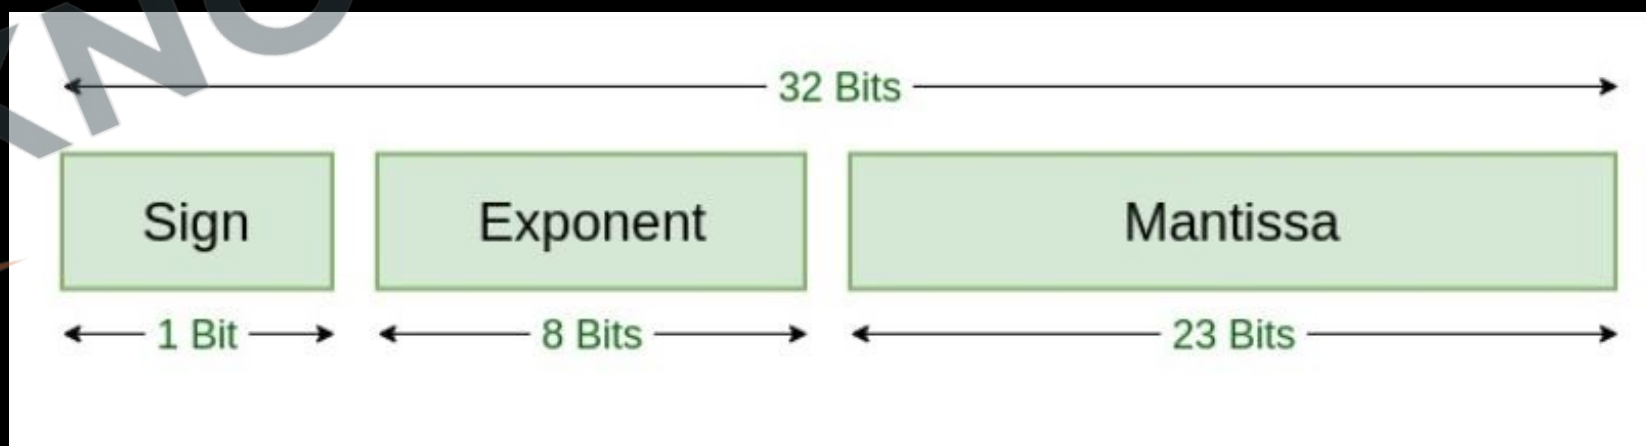 32 Bits
Sign Exponent Mantissa
1 Bit 8 Bits 23 Bits